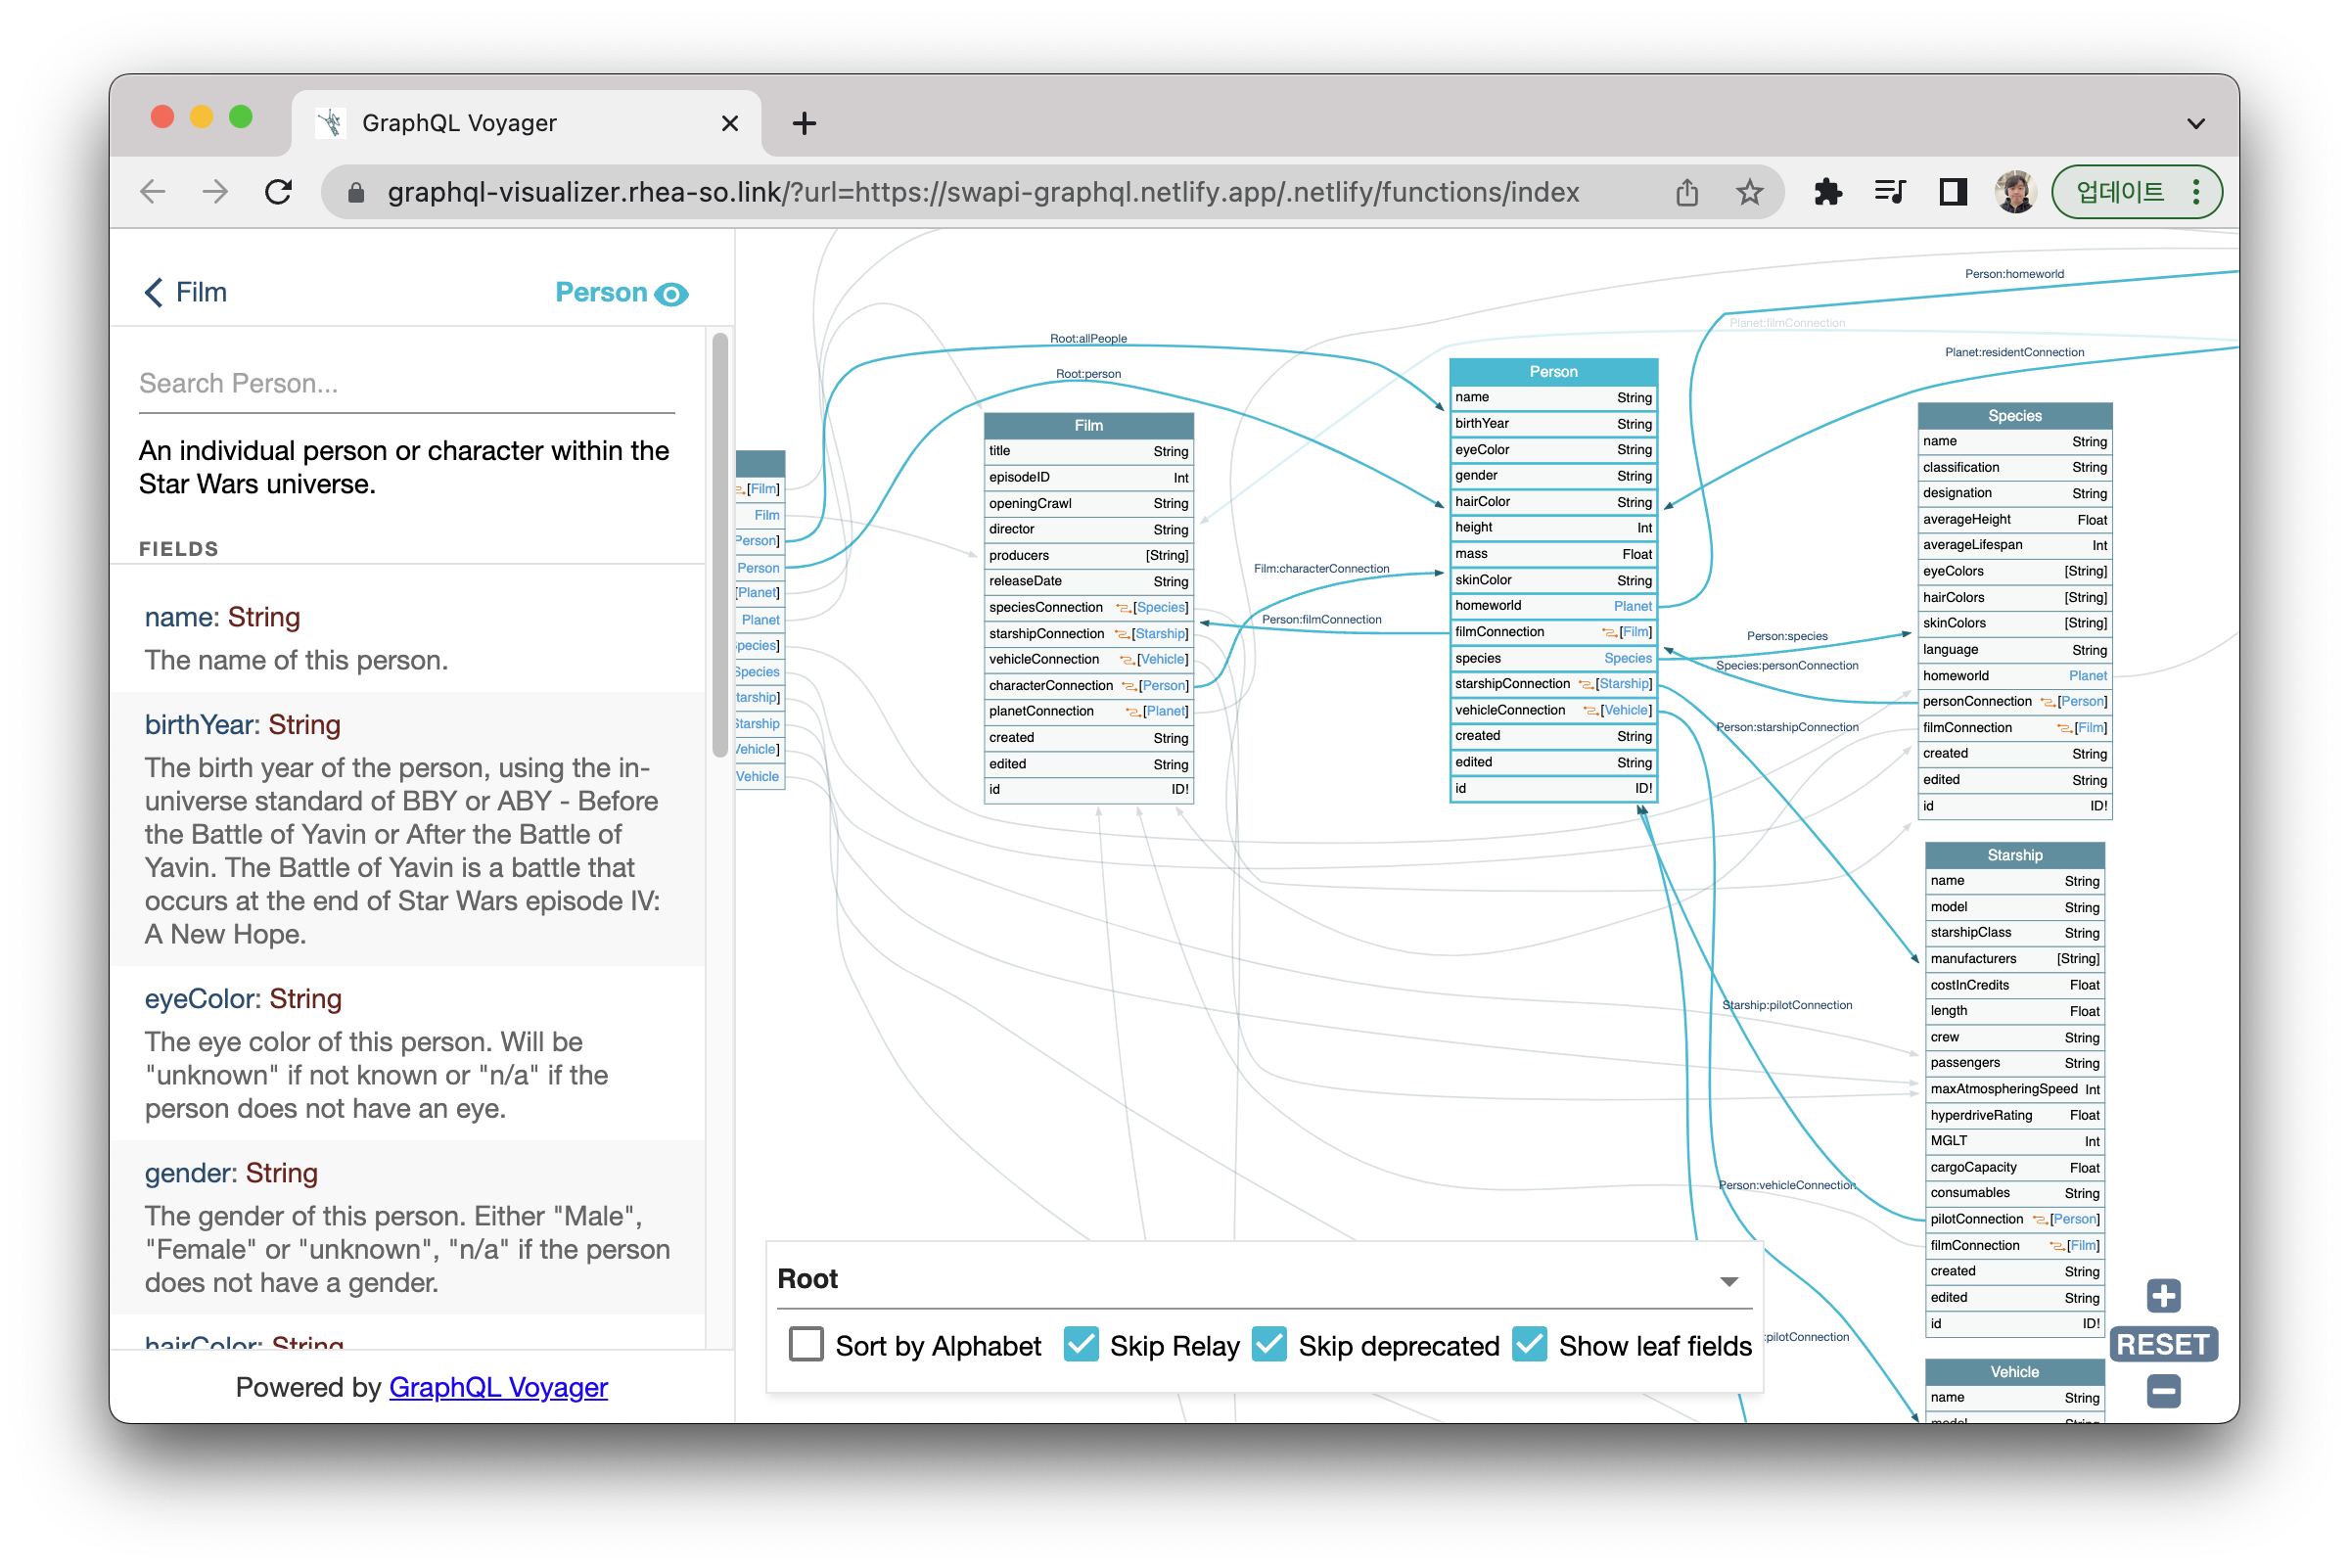 GraphQL Voyager
graphql-visualizer.rhea-so.link/?url=https://swapi-graphql.netlify.app/.netlify/functions/index
업데이트
Film
Person
Search Person...
An individual person or character within the
Star Wars universe.
FIELDS
name: String
The name of this person.
birthYear: String
The birth year of the person, using the in-
universe standard of BBY or ABY - Before
the Battle of Yavin or After the Battle of
Yavin. The Battle of Yavin is a battle that
occurs at the end of Star Wars episode IV:
A New Hope.
eyeColor: String
The eye color of this person. Will be
"unknown" if not known or "n/a" if the
person does not have an eye.
gender: String
The gender of this person. Either "Male",
"Female" or "unknown", "n/a" if the person
does not have a gender.
hairColor: String
Powered by GraphQL Voyager
[Film]
Film
Person]
Person
[Planet]
Planet
Species]
Species
Starship]
Starship
Vehicle]
Vehicle
Root:allPeople
Root:person
Film
title String
episodeID Int
openingCrawl String
director String
producers [String]
releaseDate String
speciesConnection [Species]
starshipConnection [Starship]
vehicleConnection [Vehicle]
characterConnection [Person]
planetConnection [Planet]
created String
edited String
id ID!
Film:characterConnection
Person:filmConnection
Person
name String
birthYear String
eyeColor String
gender String
hairColor String
height Int
mass Float
skinColor String
homeworld Planet
filmConnection [Film]
species Species
starshipConnection [Starship]
vehicleConnection [Vehicle]
created String
edited String
id ID!
Person:homeworld
Planet:filmConnection
Planet:residentConnection
Person:species
Species:personConnection
Person:starshipConnection
Starship:pilotConnection
Person:vehicleConnection
:pilotConnection
Species
name String
classification String
designation String
averageHeight Float
averageLifespan Int
eyeColors [String]
hairColors [String]
skinColors [String]
language String
homeworld Planet
personConnection [Person]
filmConnection [Film]
created String
edited String
id ID!
Starship
name String
model String
starshipClass String
manufacturers [String]
costInCredits Float
length Float
crew String
passengers String
maxAtmospheringSpeed Int
hyperdriveRating Float
MGLT Int
cargoCapacity Float
consumables String
pilotConnection [Person]
filmConnection [Film]
created String
edited String
id ID!
Vehicle
name String
model String
Root
Sort by Alphabet Skip Relay Skip deprecated Show leaf fields
RESET